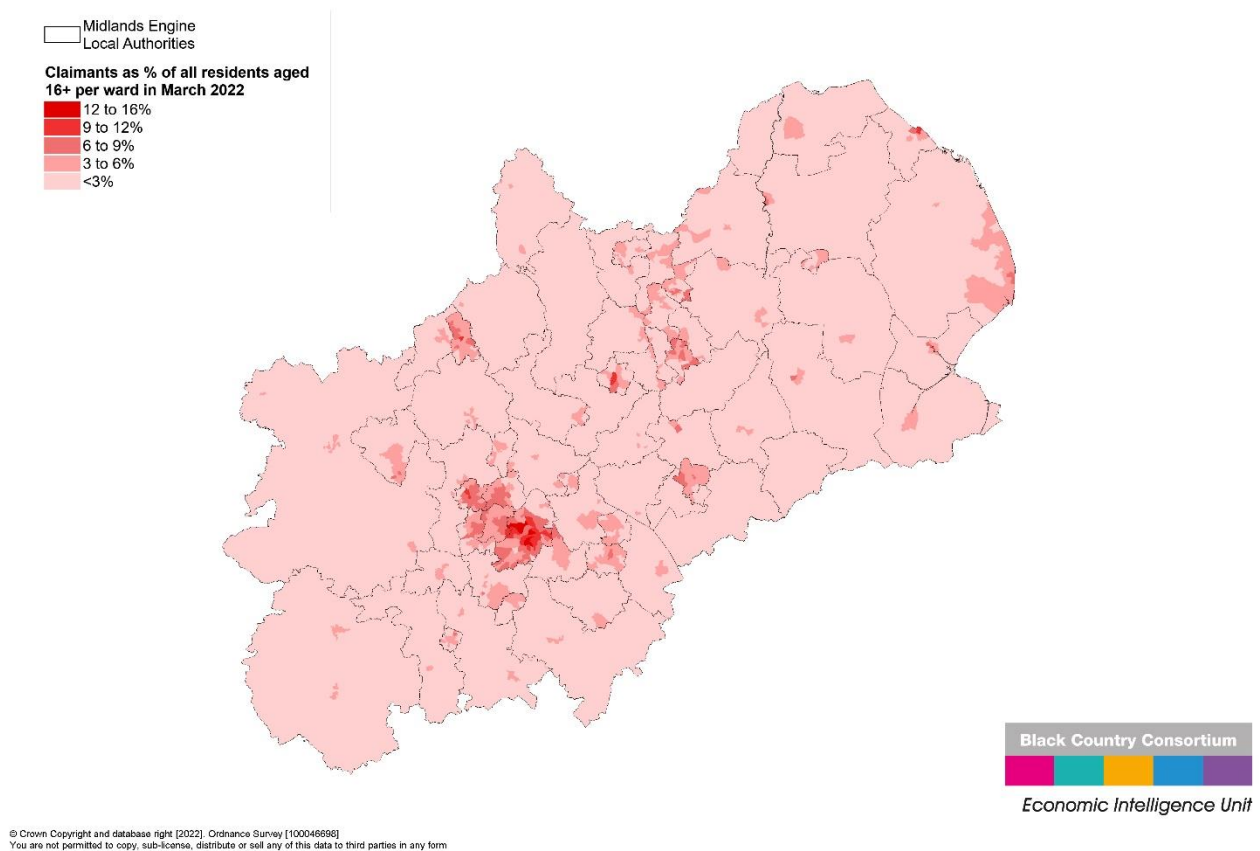 Midlands Engine
Local Authorities
Claimants as % of all residents aged
16+ per ward in March 2022
12 to 16%
9 to 12%
6 to 9%
3 to 6%
<3%
Black Country Consortium
Economic Intelligence Unit
© Crown Copyright and database right [2022]. Ordnance Survey [100046698]
You are not permitted to copy, sub-license, distribute or sell any of this data to third parties in any form